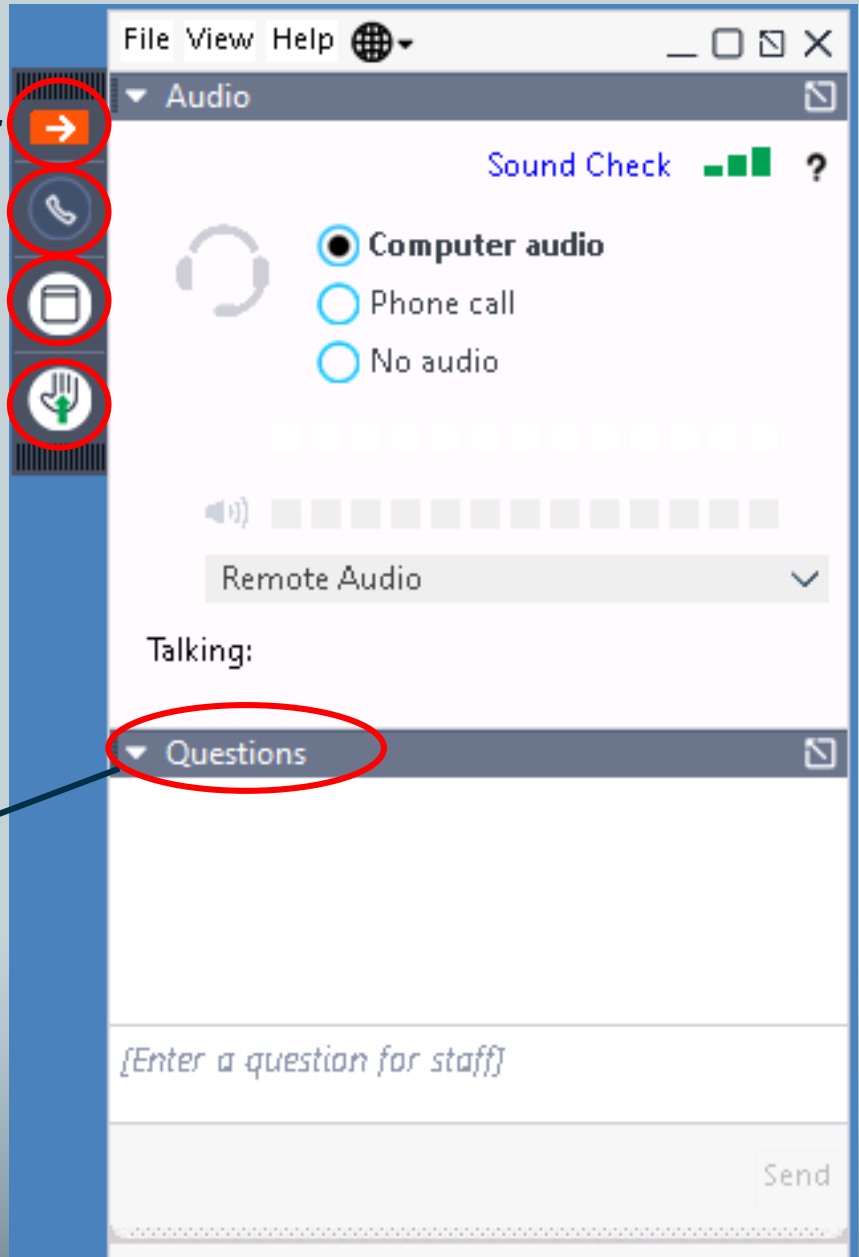 File View Help
Audio
Sound Check ?
Computer audio
Phone call
No audio
Remote Audio
Talking:
Questions
[Enter a question for staff]
Send